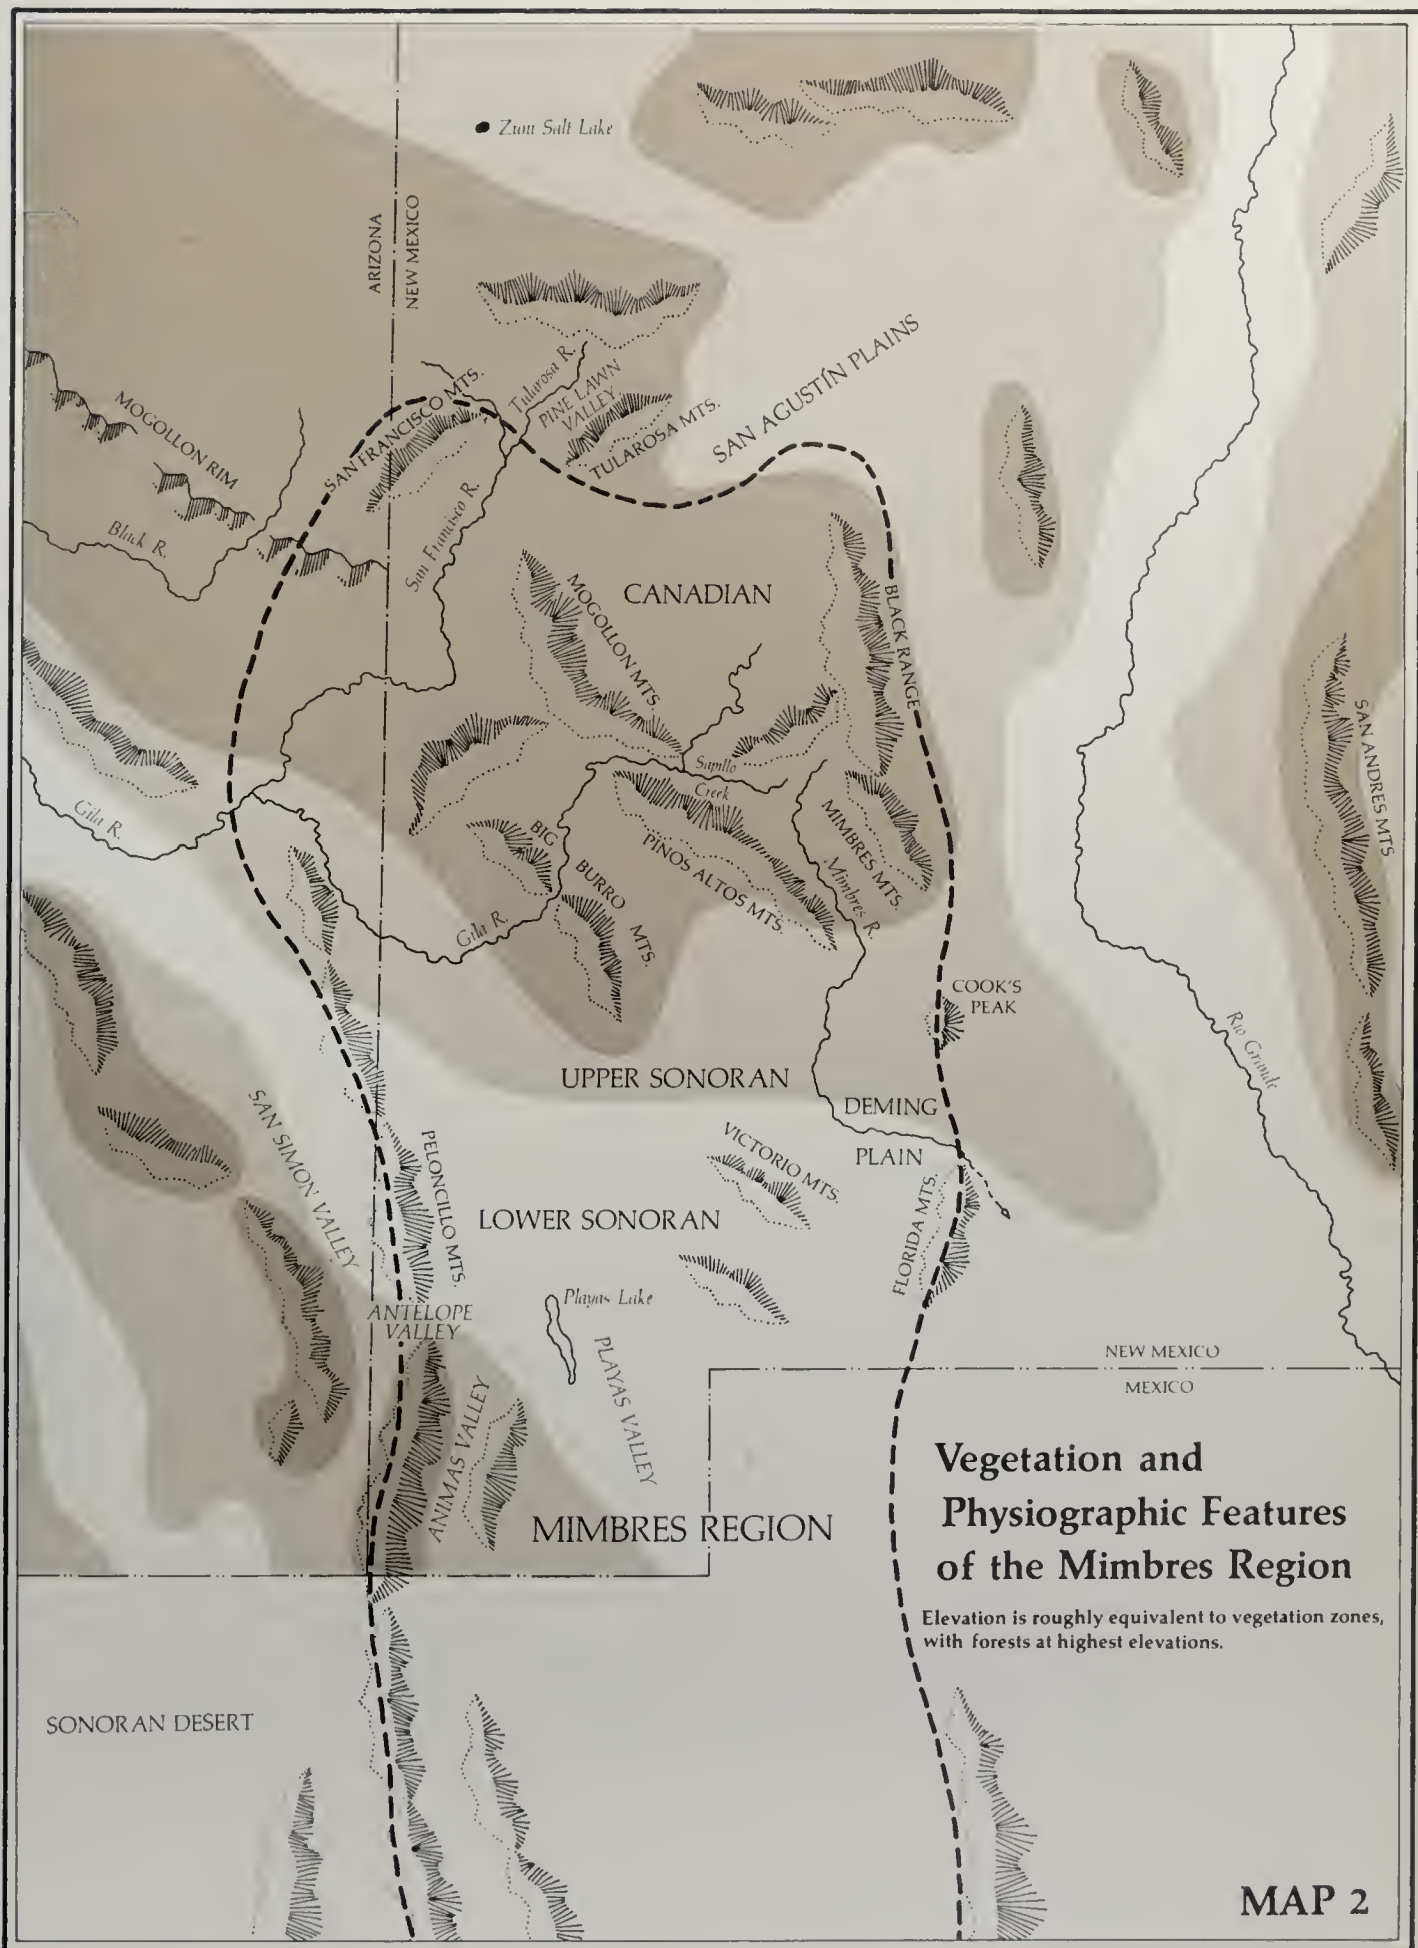 Zuni Salt Lake
ARIZONA
NEW MEXICO
SAN FRANCISCO MTS.
Tularosa R.
PINE LAWN
VALLEY
TULAROSA MTS.
SAN AGUSTÍN PLAINS
MOGOLLON RIM
Black R.
San Francisco R.
CANADIAN
MOGOLLON MTS.
BLACK RANGE
SAN ANDRES MTS
Sapillo
Creek
Gila R.
BIG
BURRO
MTS.
PINOS ALTOS MTS.
MIMBRES MTS.
Mimbres R.
Gila R.
COOK'S
PEAK
Rio Grande
UPPER SONORAN
DEMING
PLAIN
SAN SIMON VALLEY
PELONCILLO MTS.
VICTORIO MTS.
LOWER SONORAN
FLORIDA MTS.
ANTELOPE
VALLEY
Playas Lake
PLAYAS VALLEY
ANIMAS VALLEY
NEW MEXICO
MEXICO
MIMBRES REGION
Vegetation and
Physiographic Features
of the Mimbres Region
Elevation is roughly equivalent to vegetation zones,
with forests at highest elevations.
SONORAN DESERT
MAP 2